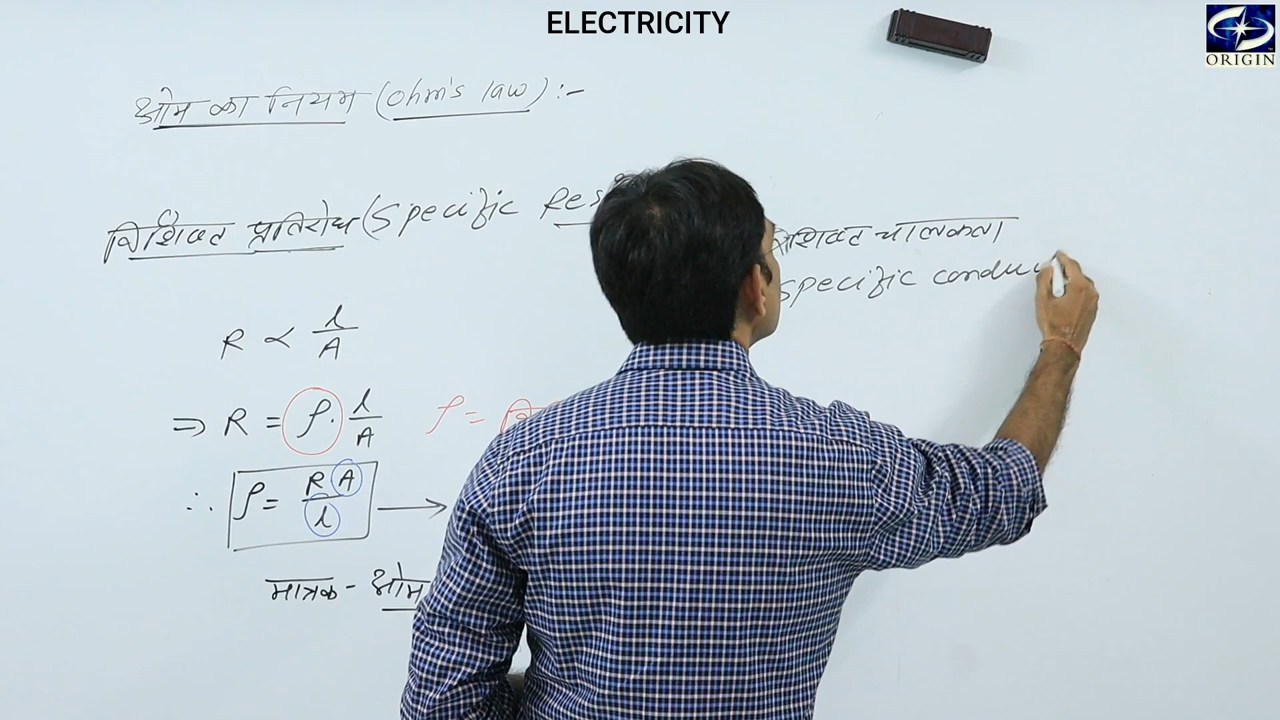 ELECTRICITY
ORIGIN
ओम का नियम (ohm's law) :-
विशिष्ट प्रतिरोध (Specific Res
विशिष्ट चालकता
Specific condu
R ∝ l/A
⇒ R = ρ. l/A ρ =
∴ ρ = RA/l →
मात्रक - ओम